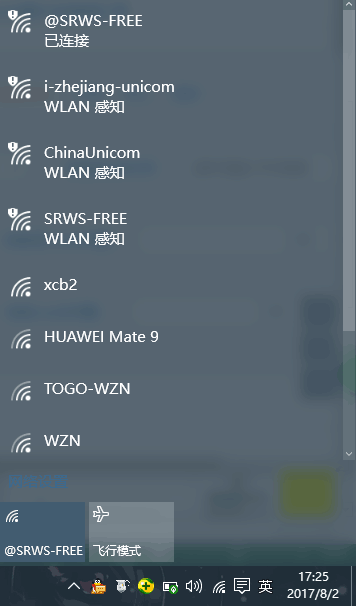 @SRWS-FREE
已连接
i-zhejiang-unicom
WLAN 感知
ChinaUnicom
WLAN 感知
SRWS-FREE
WLAN 感知
xcb2
HUAWEI Mate 9
TOGO-WZN
WZN
@SRWS-FREE
飞行模式
英
17:25
2017/8/2